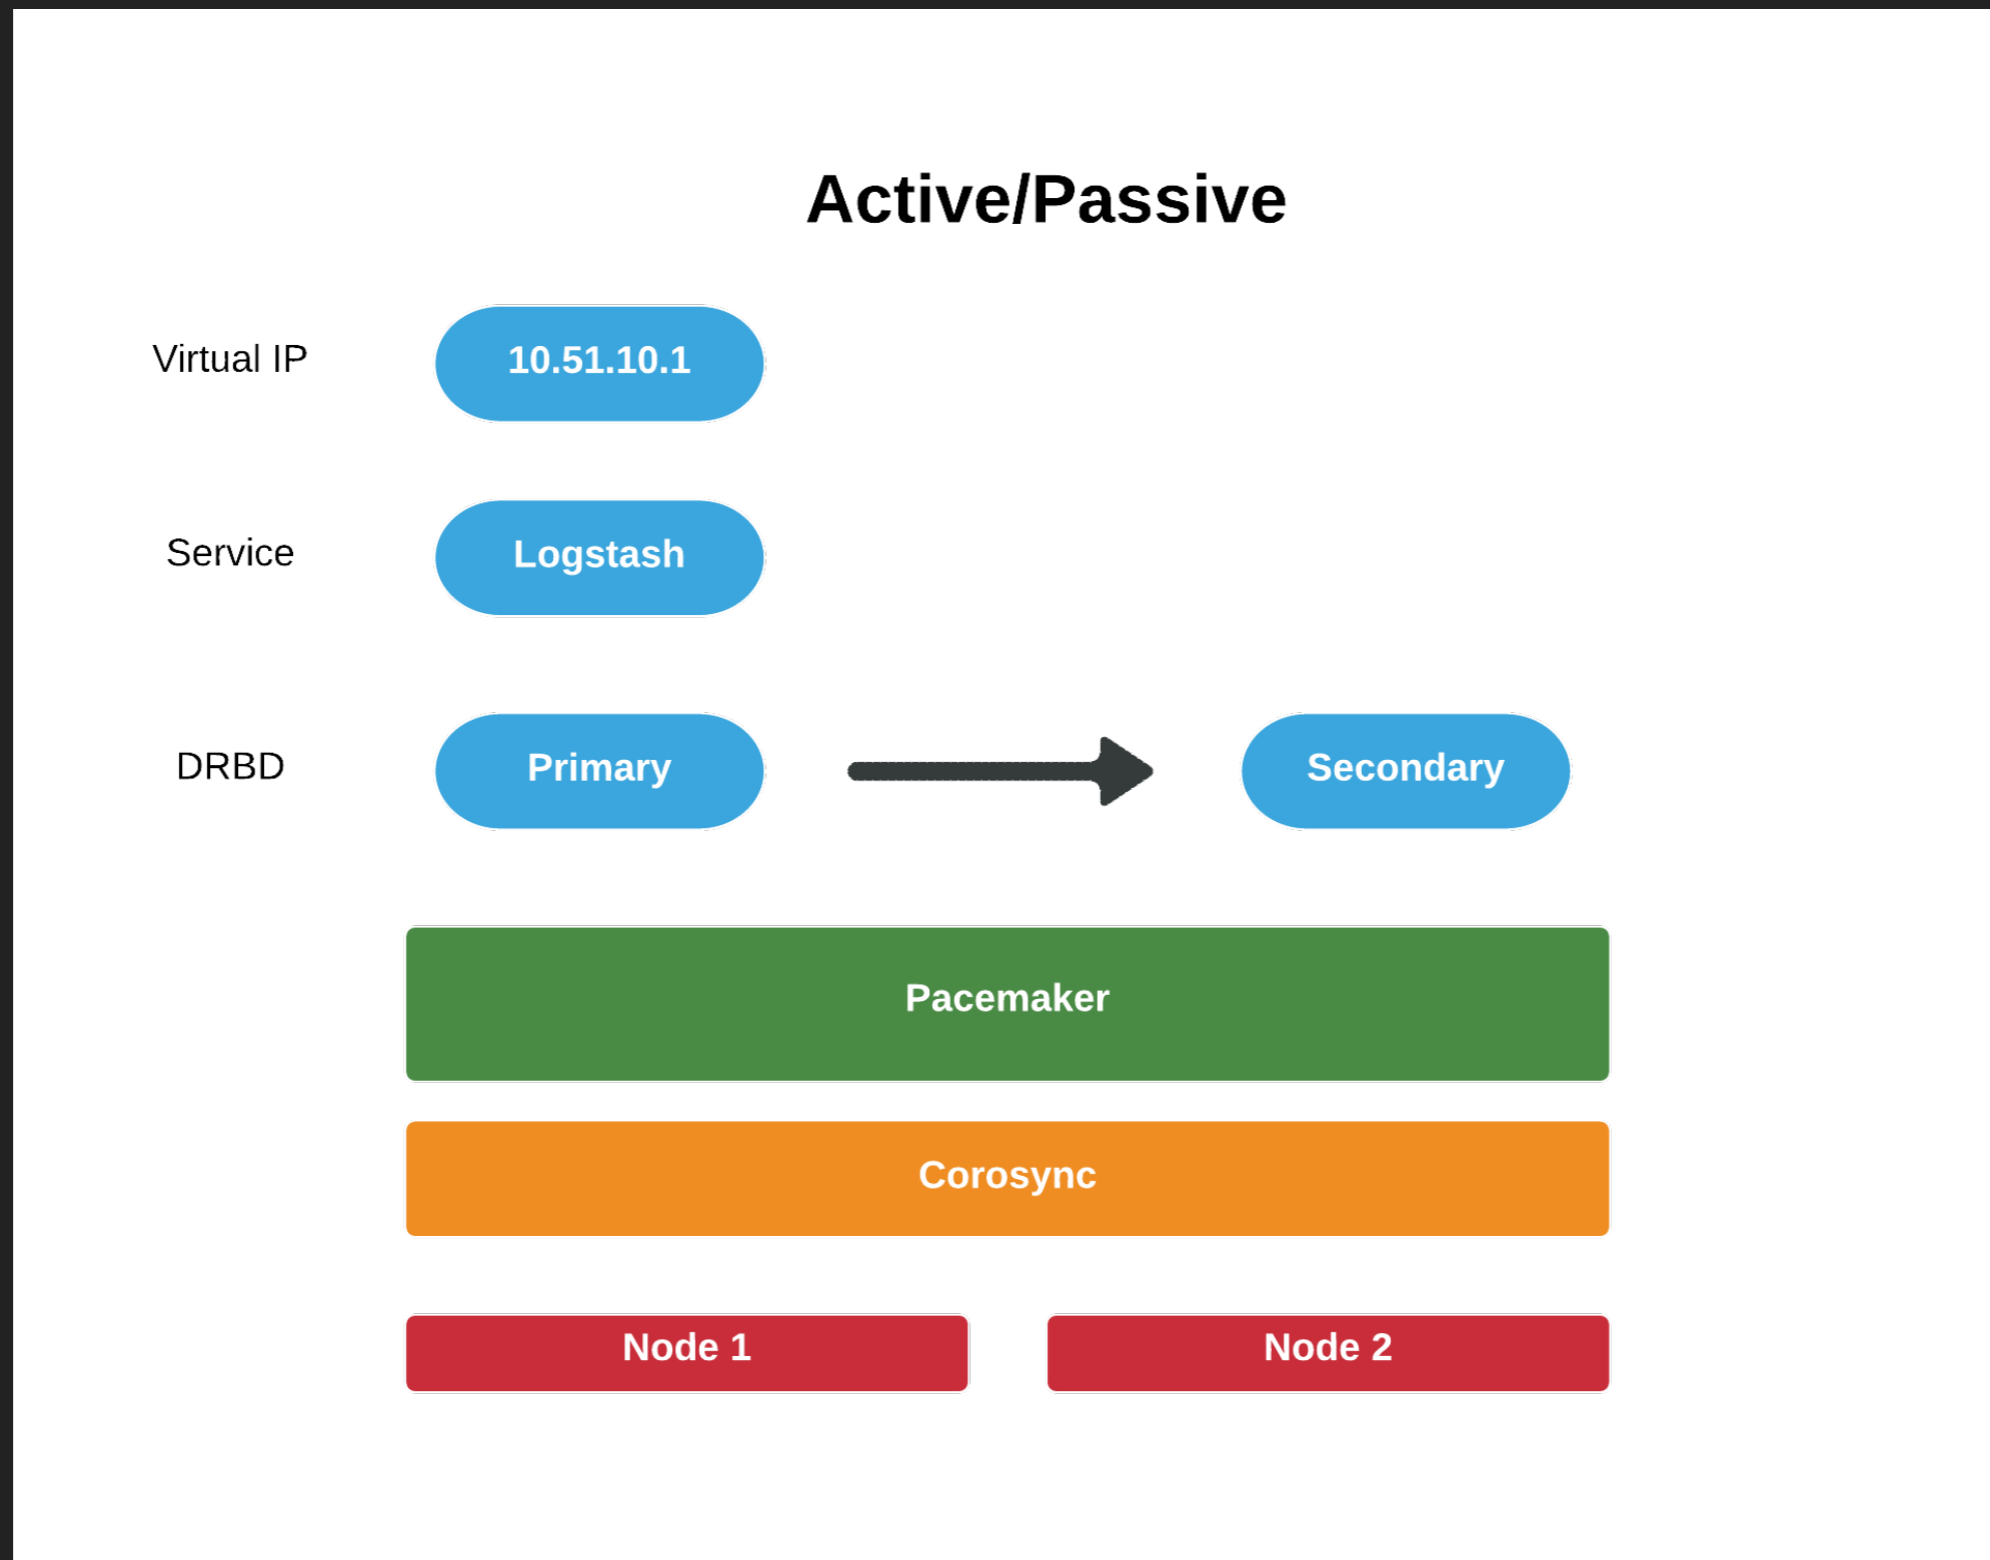 Active/Passive
Virtual IP
10.51.10.1
Service
Logstash
DRBD
Primary
Secondary
Pacemaker
Corosync
Node 1
Node 2